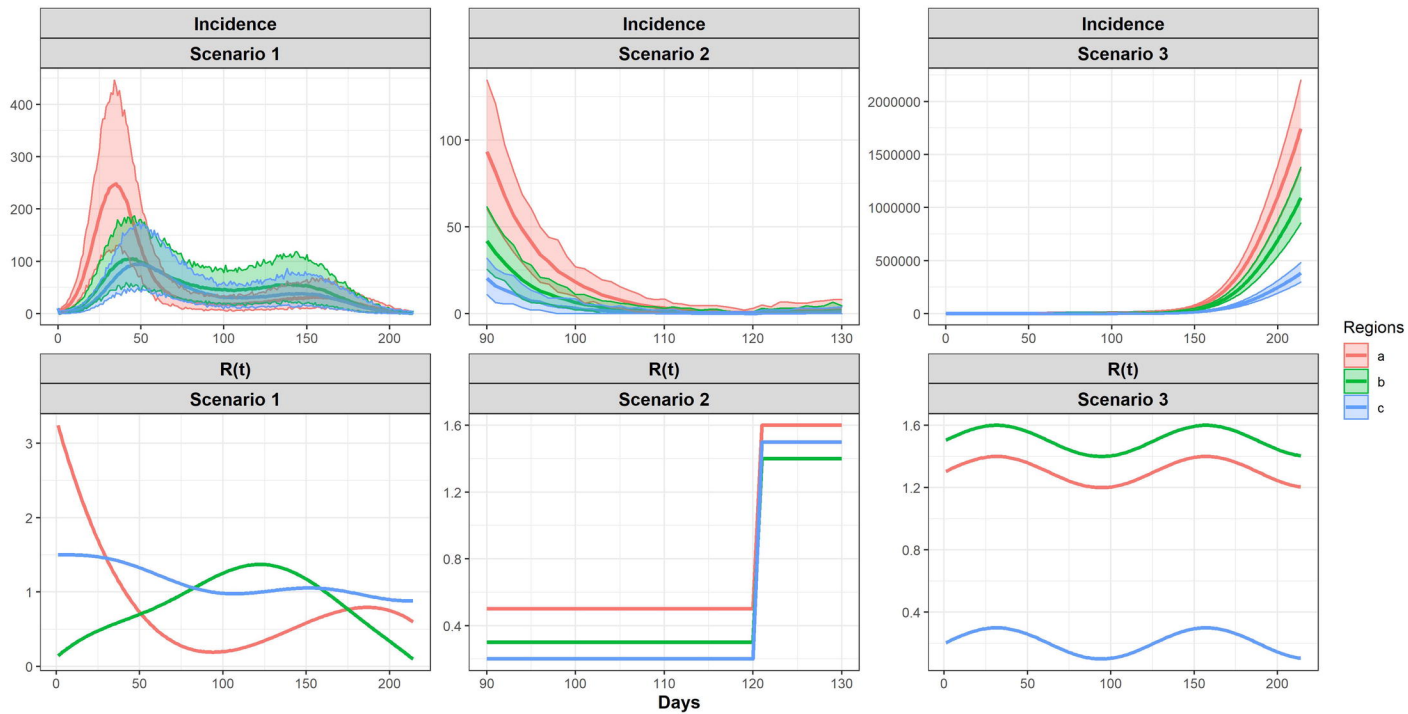 Incidence
Scenario 1
400
300
200
100
0
0 50 100 150 200
Incidence
Scenario 2
100
50
0
90 100 110 120 130
Incidence
Scenario 3
2000000
1500000
1000000
500000
0
0 50 100 150 200
R(t)
Scenario 1
3
2
1
0
0 50 100 150 200
R(t)
Scenario 2
1.6
1.2
0.8
0.4
90 100 110 120 130
Days
R(t)
Scenario 3
1.6
1.2
0.8
0.4
0 50 100 150 200
Regions
a
b
c